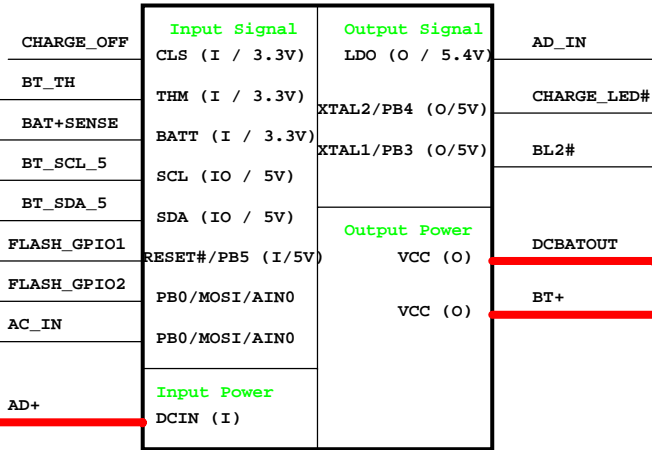 Input Signal
Output Signal
CHARGE_OFF
CLS (I / 3.3V)
LDO (O / 5.4V)
AD_IN
BT_TH
THM (I / 3.3V)
XTAL2/PB4 (O/5V)
CHARGE_LED#
BAT+SENSE
BATT (I / 3.3V)
XTAL1/PB3 (O/5V)
BL2#
BT_SCL_5
SCL (IO / 5V)
BT_SDA_5
SDA (IO / 5V)
Output Power
FLASH_GPIO1
RESET#/PB5 (I/5V)
VCC (O)
DCBATOUT
FLASH_GPIO2
PB0/MOSI/AIN0
VCC (O)
BT+
AC_IN
PB0/MOSI/AIN0
Input Power
AD+
DCIN (I)